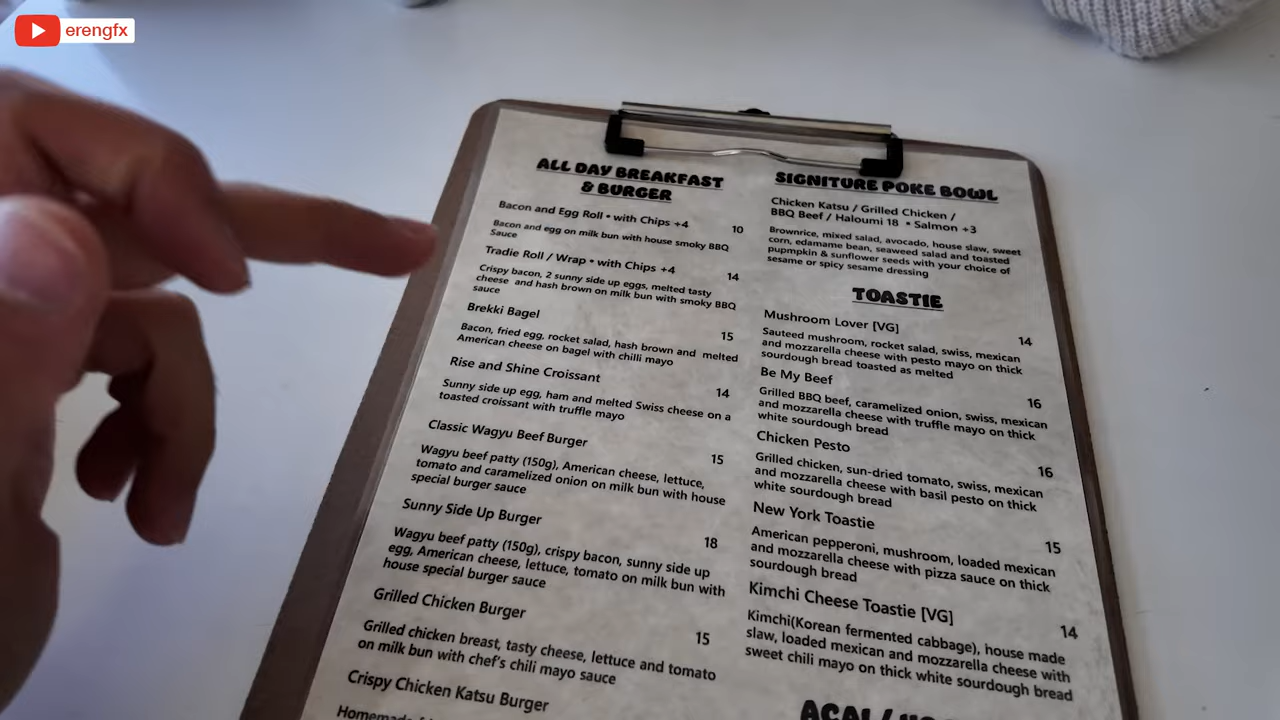 erengfx
ALL DAY BREAKFAST
& BURGER
Bacon and Egg Roll • with Chips +4 10
Bacon and egg on milk bun with house smoky BBQ
Sauce
Tradie Roll / Wrap • with Chips +4 14
Crispy bacon, 2 sunny side up eggs, melted tasty
cheese and hash brown on milk bun with smoky BBQ
sauce
Brekki Bagel 15
Bacon, fried egg, rocket salad, hash brown and melted
American cheese on bagel with chilli mayo
Rise and Shine Croissant 14
Sunny side up egg, ham and melted Swiss cheese on a
toasted croissant with truffle mayo
Classic Wagyu Beef Burger 15
Wagyu beef patty (150g), American cheese, lettuce,
tomato and caramelized onion on milk bun with house
special burger sauce
Sunny Side Up Burger 18
Wagyu beef patty (150g), crispy bacon, sunny side up
egg, American cheese, lettuce, tomato on milk bun with
house special burger sauce
Grilled Chicken Burger 15
Grilled chicken breast, tasty cheese, lettuce and tomato
on milk bun with chef's chili mayo sauce
Crispy Chicken Katsu Burger
Homemade
SIGNITURE POKE BOWL
Chicken Katsu / Grilled Chicken /
BBQ Beef / Haloumi 18 • Salmon +3
Brownrice, mixed salad, avocado, house slaw, sweet
corn, edamame bean, seaweed salad and toasted
pupmpkin & sunflower seeds with your choice of
sesame or spicy sesame dressing
TOASTIE
Mushroom Lover [VG] 14
Sauteed mushroom, rocket salad, swiss, mexican
and mozzarella cheese with pesto mayo on thick
sourdough bread toasted as melted
Be My Beef 16
Grilled BBQ beef, caramelized onion, swiss, mexican
and mozzarella cheese with truffle mayo on thick
white sourdough bread
Chicken Pesto 16
Grilled chicken, sun-dried tomato, swiss, mexican
and mozzarella cheese with basil pesto on thick
white sourdough bread
New York Toastie 15
American pepperoni, mushroom, loaded mexican
and mozzarella cheese with pizza sauce on thick
sourdough bread
Kimchi Cheese Toastie [VG] 14
Kimchi(Korean fermented cabbage), house made
slaw, loaded mexican and mozzarella cheese with
sweet chili mayo on thick white sourdough bread
ACAI /